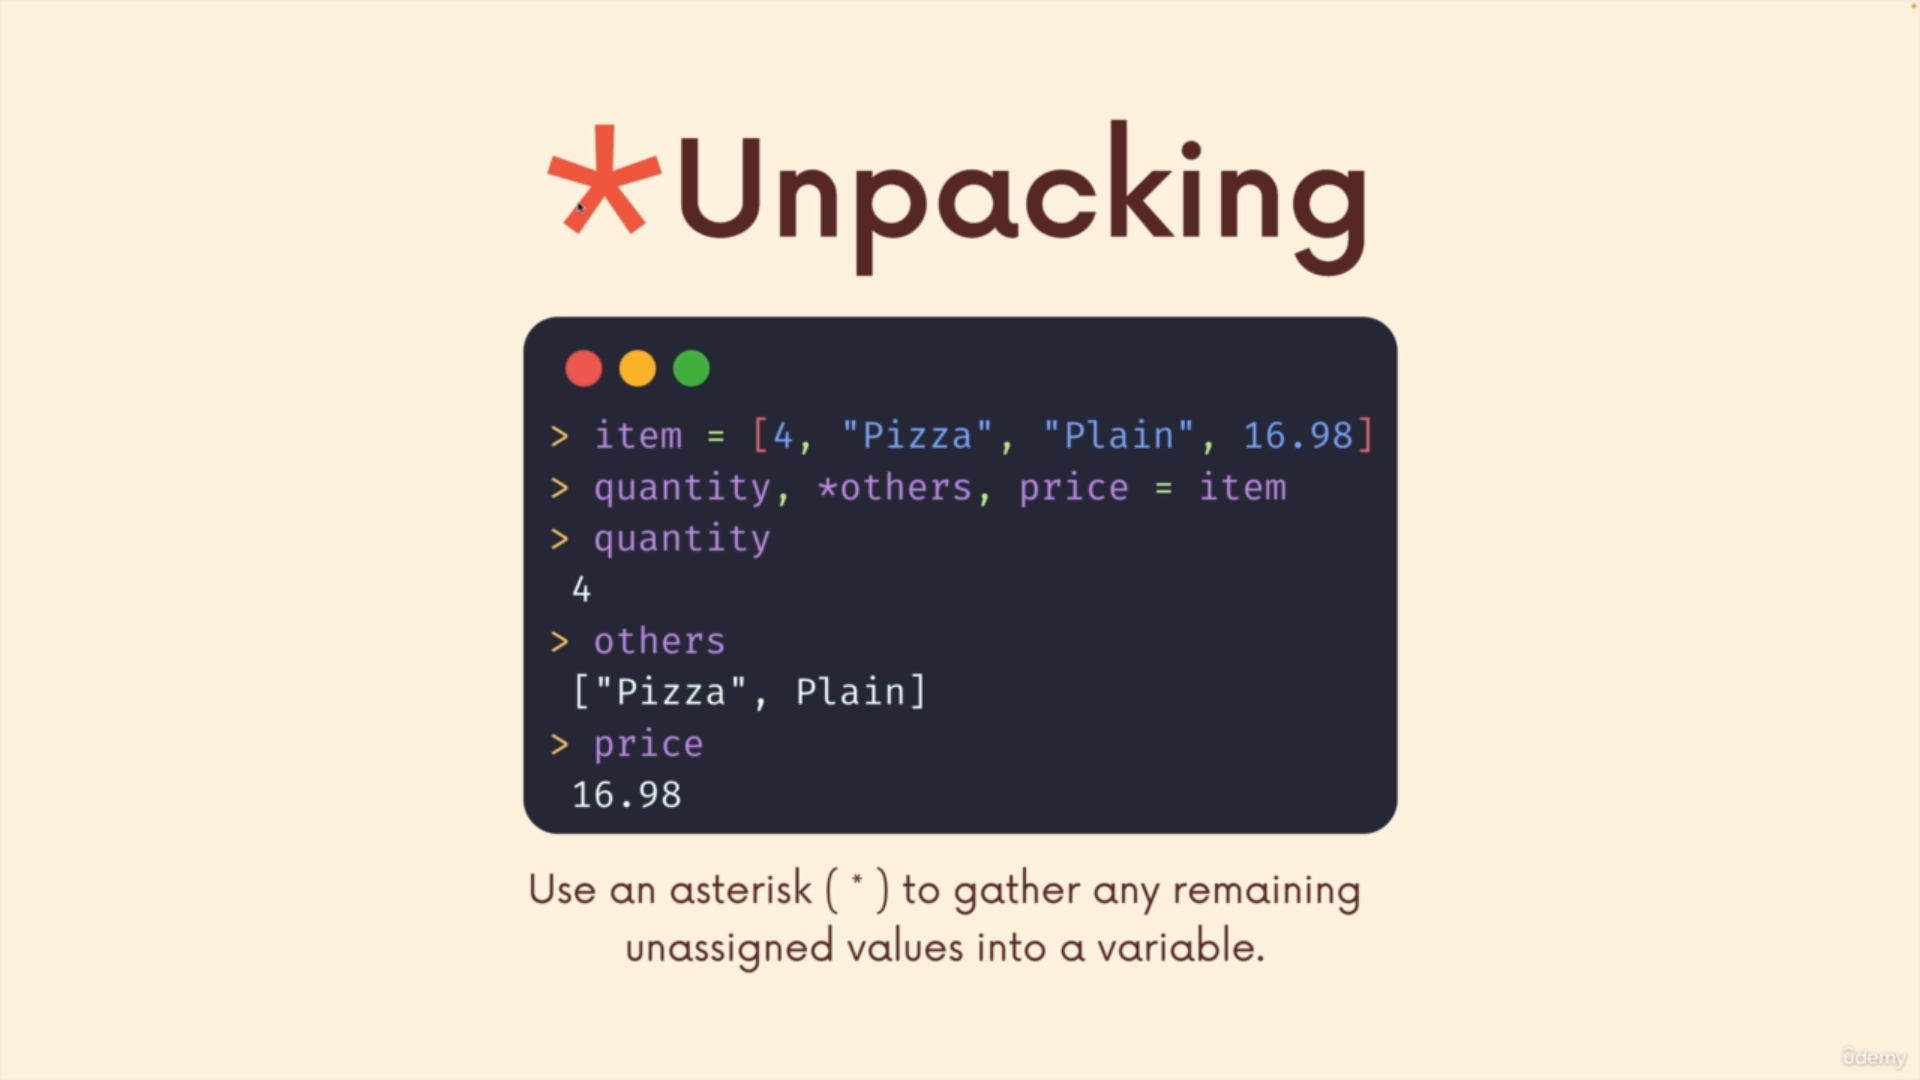 *Unpacking
> item = [4, "Pizza", "Plain", 16.98]
> quantity, *others, price = item
> quantity
4
> others
["Pizza", Plain]
> price
16.98
Use an asterisk ( * ) to gather any remaining
unassigned values into a variable.
ûdemy